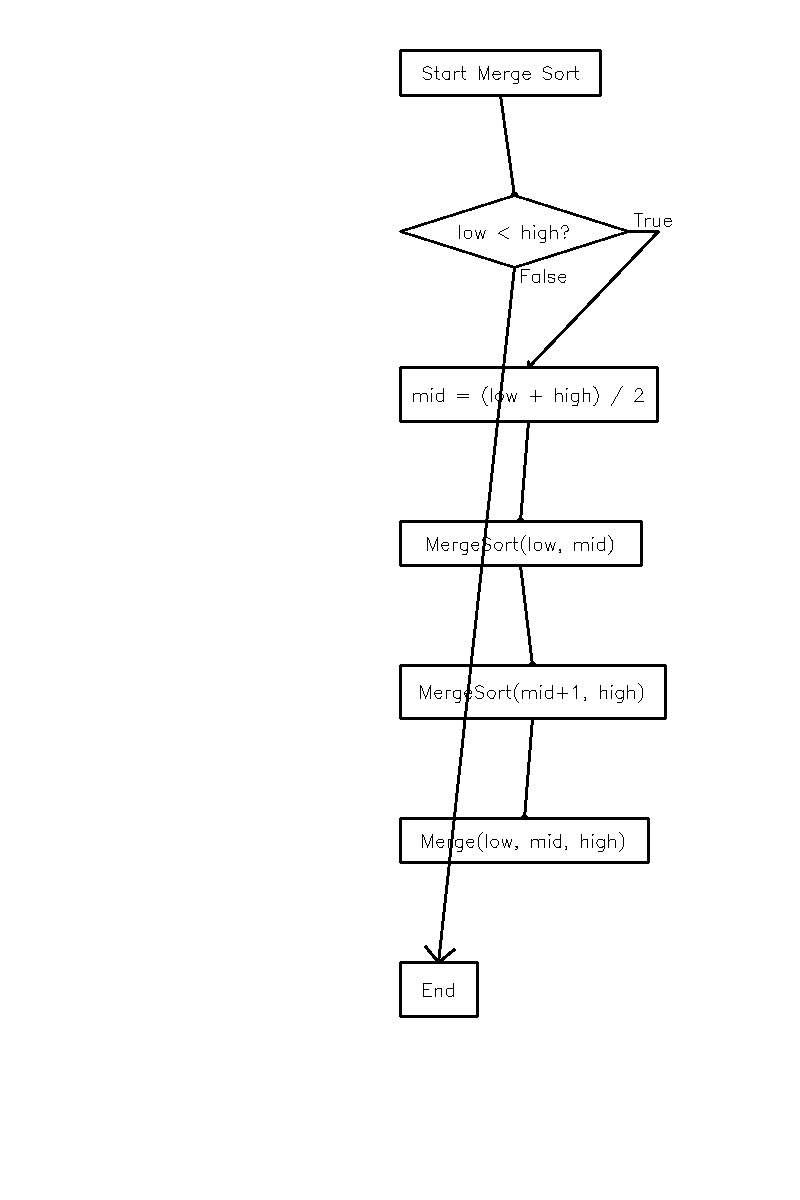 Start Merge Sort
low < high?
True
False
mid = (low + high) / 2
MergeSort(low, mid)
MergeSort(mid+1, high)
Merge(low, mid, high)
End